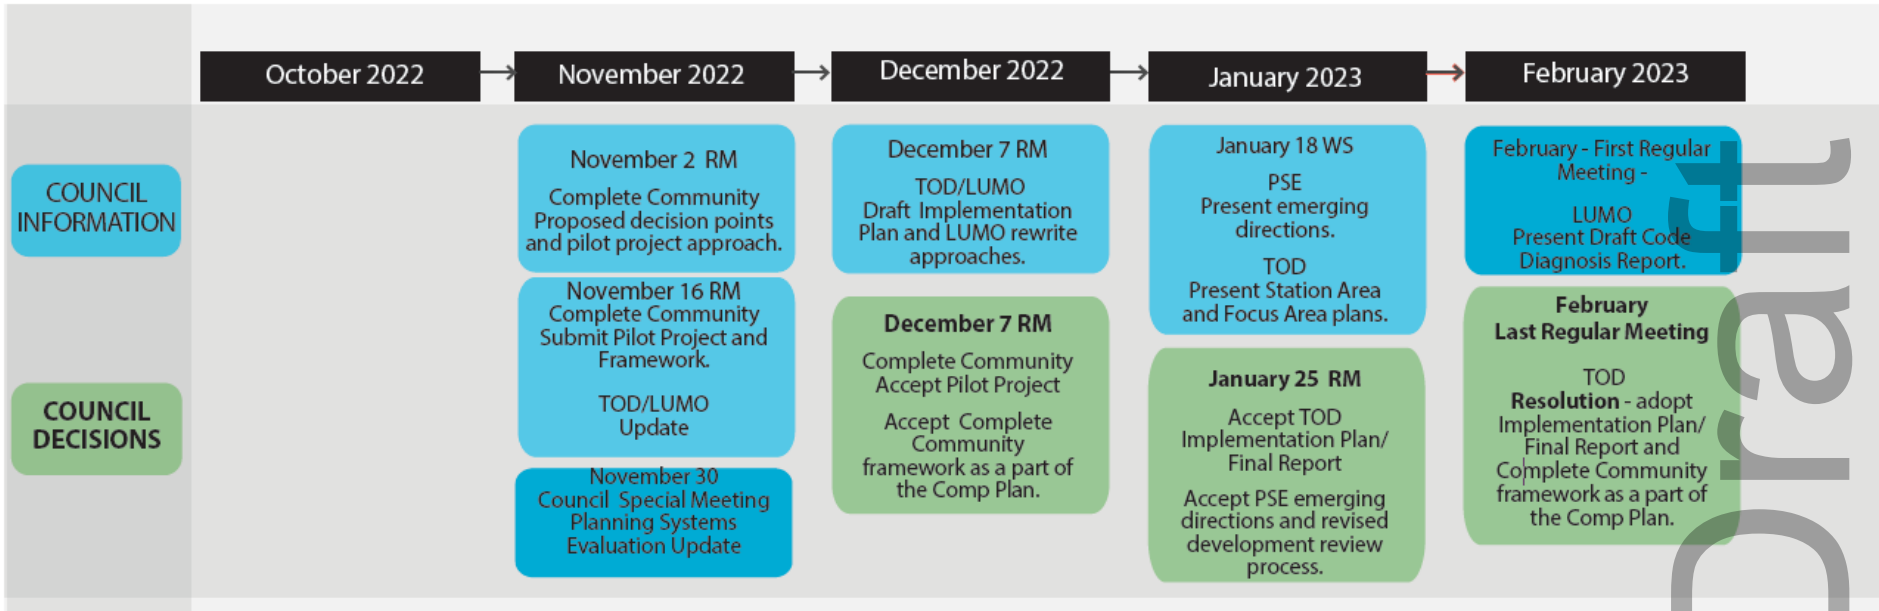 October 2022
November 2022
December 2022
January 2023
February 2023
COUNCIL
INFORMATION
COUNCIL
DECISIONS
November 2 RM
Complete Community
Proposed decision points
and pilot project approach.
November 16 RM
Complete Community
Submit Pilot Project and
Framework.
TOD/LUMO
Update
November 30
Council Special Meeting
Planning Systems
Evaluation Update
December 7 RM
TOD/LUMO
Draft Implementation
Plan and LUMO rewrite
approaches.
December 7 RM
Complete Community
Accept Pilot Project
Accept Complete
Community
framework as a part of
the Comp Plan.
January 18 WS
PSE
Present emerging
directions.
TOD
Present Station Area
and Focus Area plans.
January 25 RM
Accept TOD
Implementation Plan/
Final Report
Accept PSE emerging
directions and revised
development review
process.
February - First Regular
Meeting -
LUMO
Present Draft Code
Diagnosis Report.
February
Last Regular Meeting
TOD
Resolution - adopt
Implementation Plan/
Final Report and
Complete Community
framework as a part of
the Comp Plan.
Draft